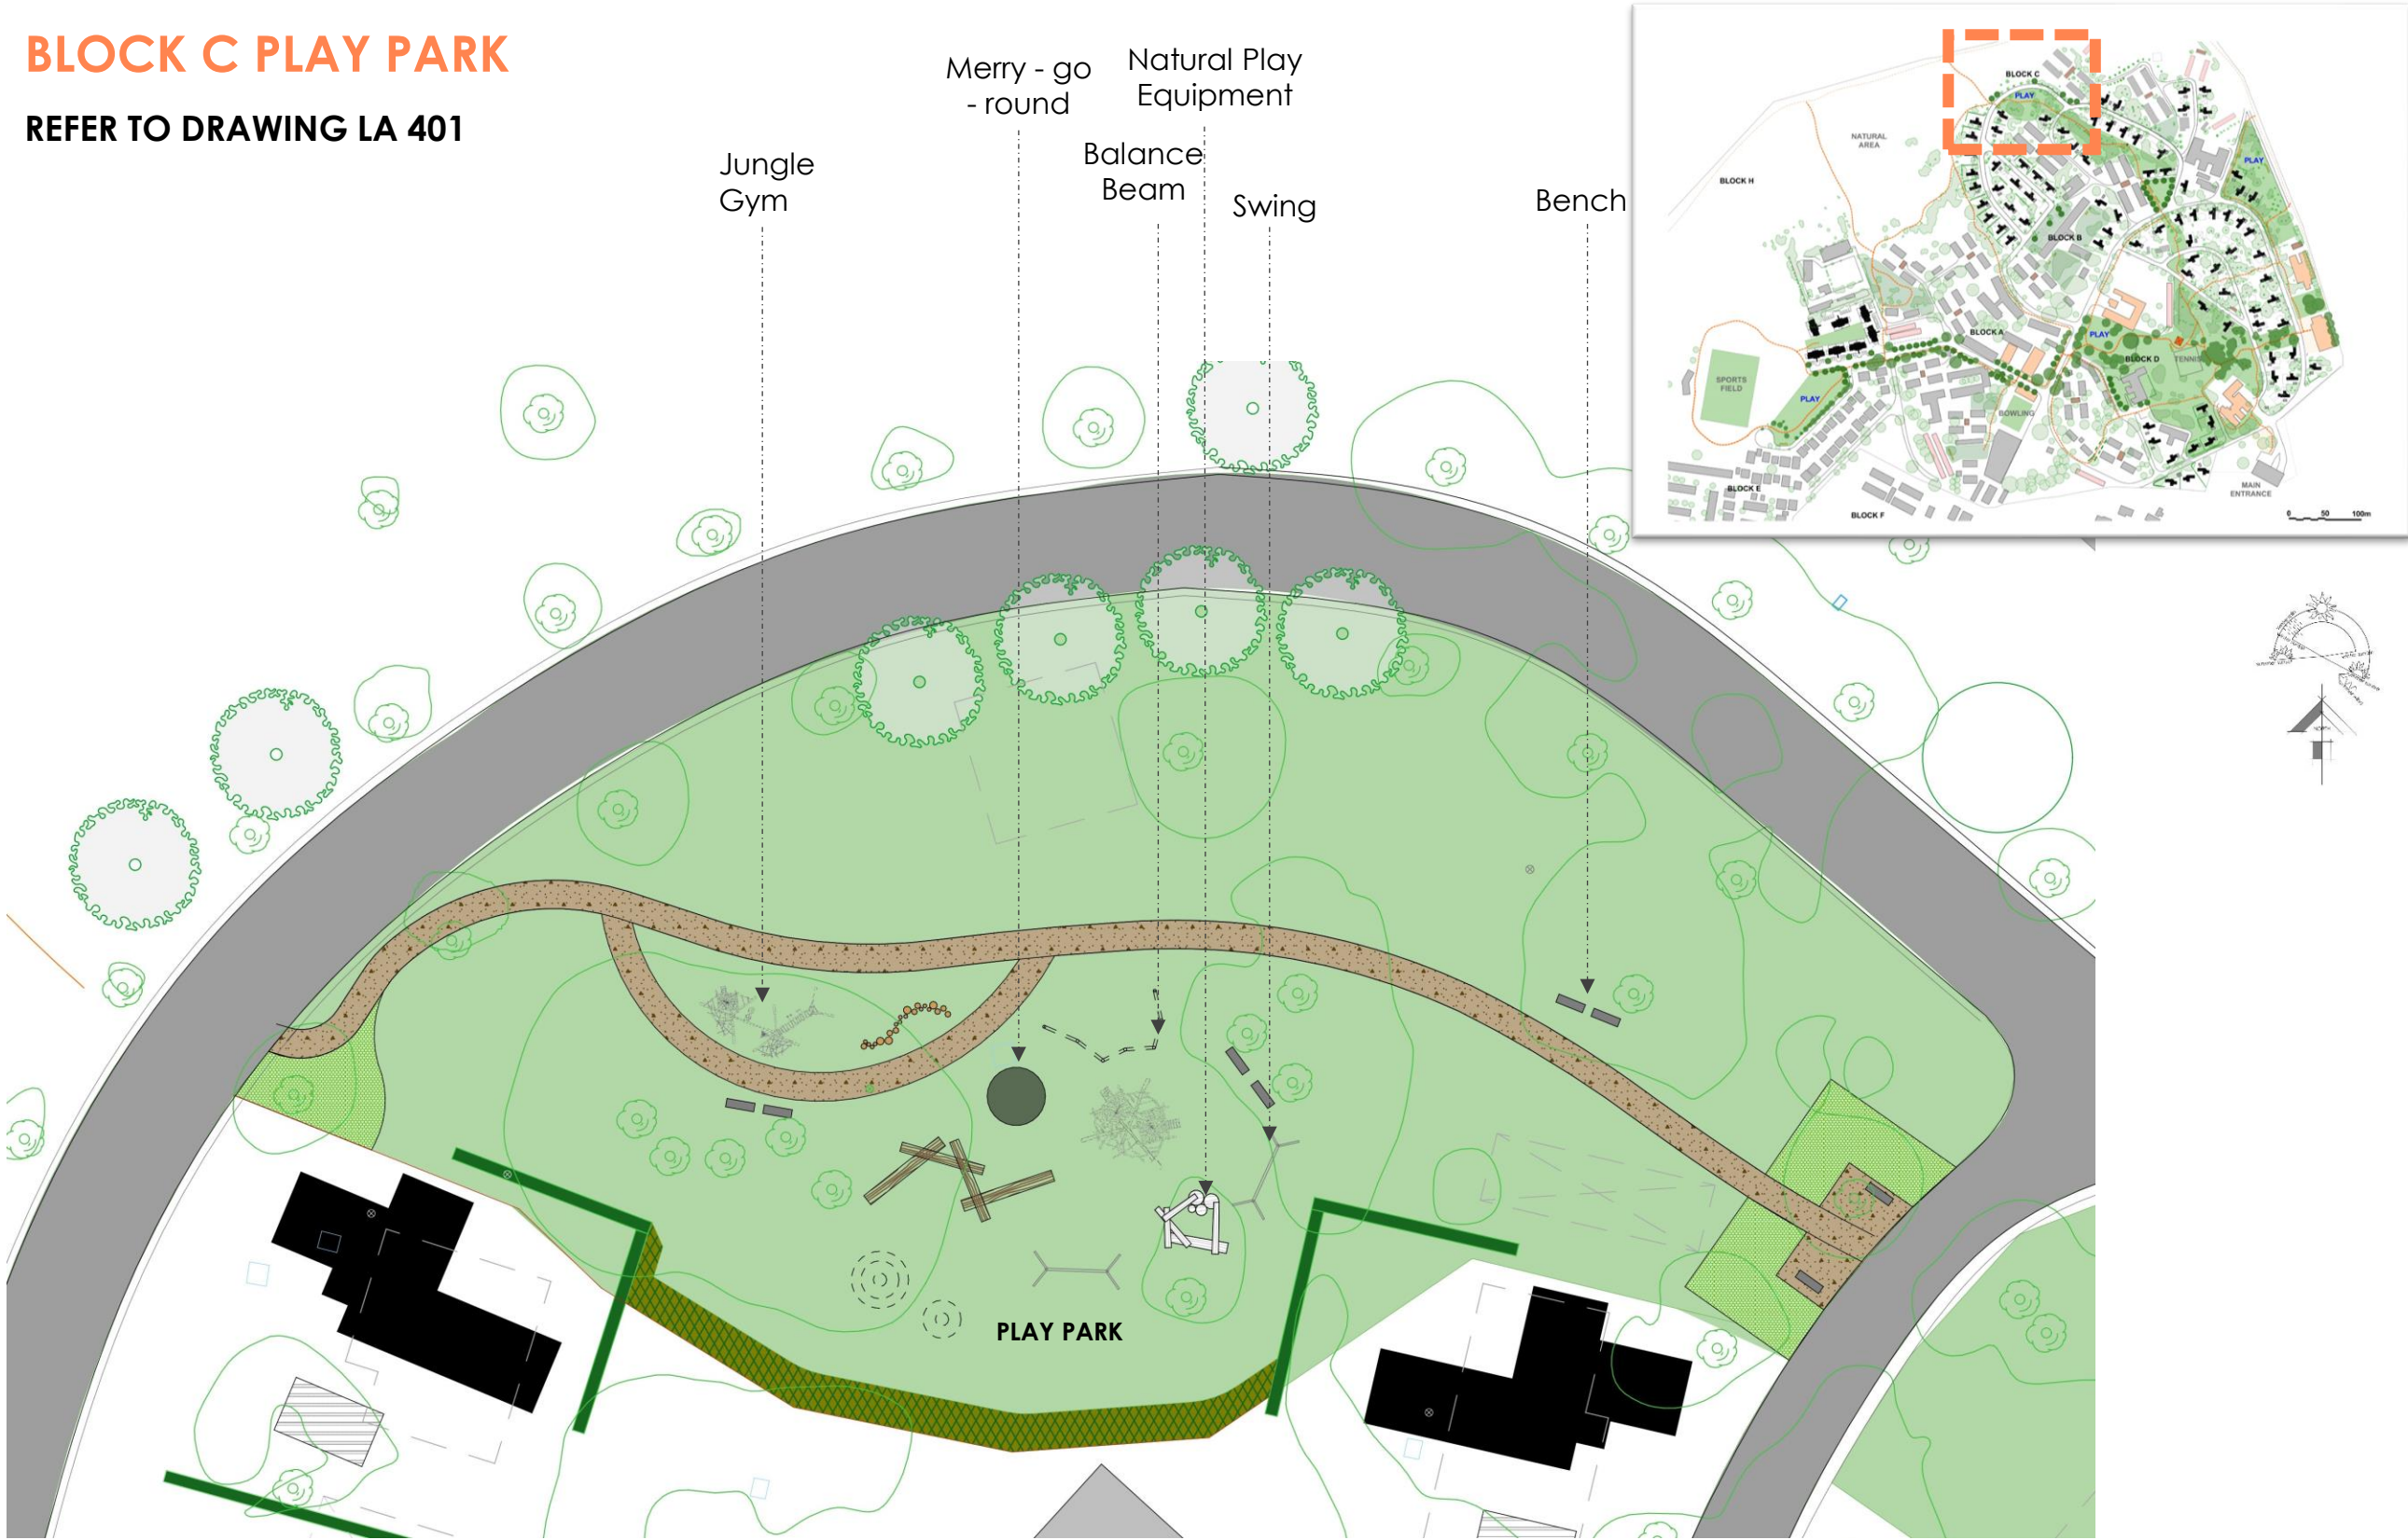 BLOCK C PLAY PARK
REFER TO DRAWING LA 401
Merry - go
- round
Natural Play
Equipment
Jungle
Gym
Balance
Beam
Swing
Bench
PLAY PARK
BLOCK C
PLAY
NATURAL
AREA
BLOCK H
PLAY
BLOCK B
BLOCK A
PLAY
BLOCK D
TENNIS
SPORTS
FIELD
PLAY
BOWLING
BLOCK E
BLOCK F
MAIN
ENTRANCE
0 50 100m